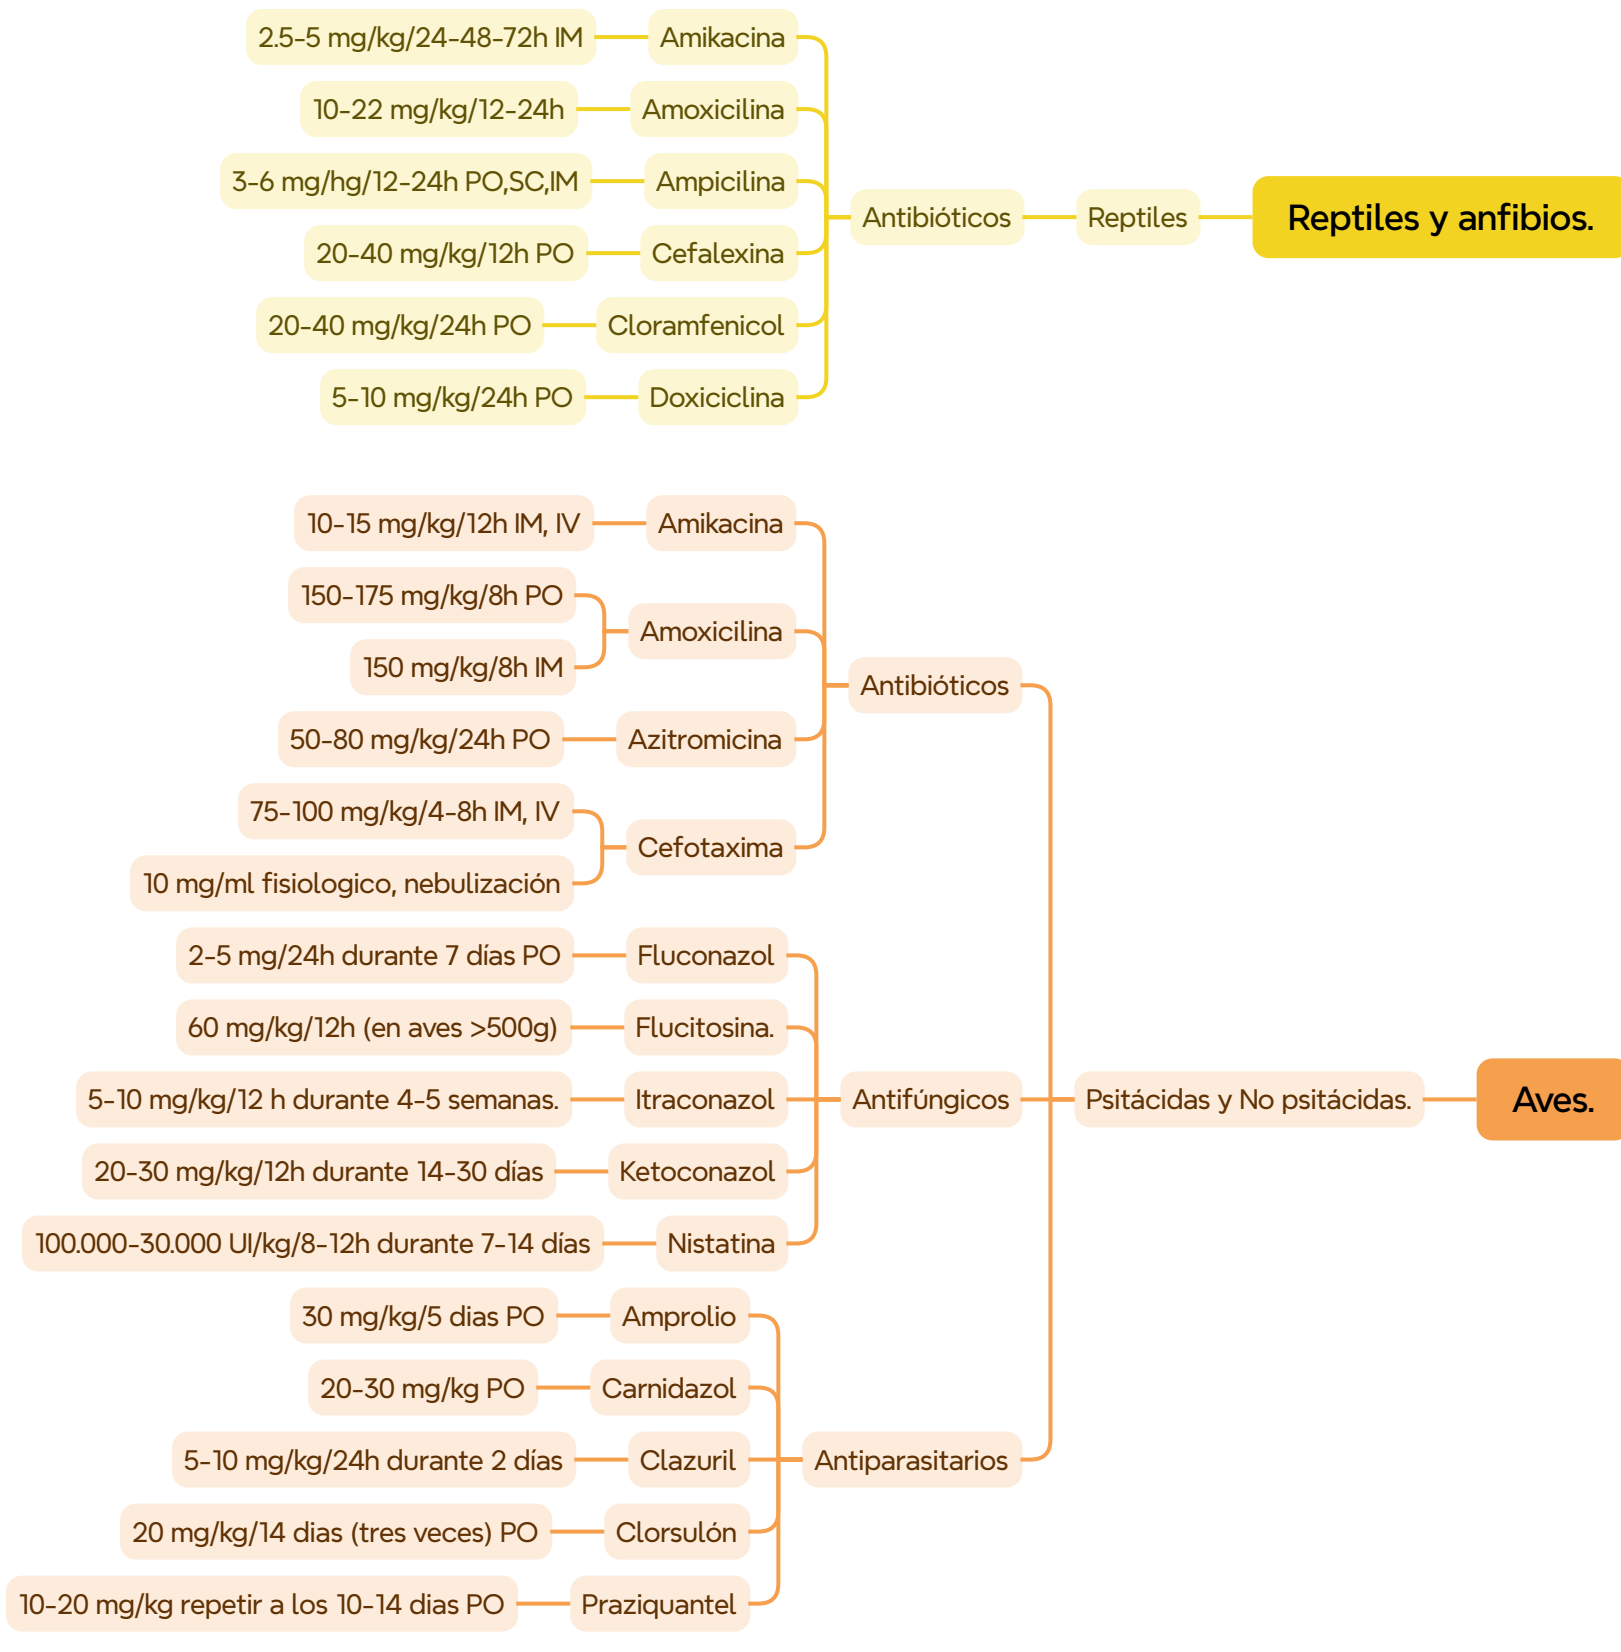 2.5-5 mg/kg/24-48-72h IM
Amikacina
10-22 mg/kg/12-24h
Amoxicilina
3-6 mg/hg/12-24h PO,SC,IM
Ampicilina
20-40 mg/kg/12h PO
Cefalexina
20-40 mg/kg/24h PO
Cloramfenicol
5-10 mg/kg/24h PO
Doxiciclina
Antibióticos
Reptiles
Reptiles y anfibios.
10-15 mg/kg/12h IM, IV
Amikacina
150-175 mg/kg/8h PO
150 mg/kg/8h IM
Amoxicilina
50-80 mg/kg/24h PO
Azitromicina
75-100 mg/kg/4-8h IM, IV
10 mg/ml fisiologico, nebulización
Cefotaxima
Antibióticos
2-5 mg/24h durante 7 días PO
Fluconazol
60 mg/kg/12h (en aves >500g)
Flucitosina.
5-10 mg/kg/12 h durante 4-5 semanas.
Itraconazol
20-30 mg/kg/12h durante 14-30 días
Ketoconazol
100.000-30.000 UI/kg/8-12h durante 7-14 días
Nistatina
Antifúngicos
30 mg/kg/5 dias PO
Amprolio
20-30 mg/kg PO
Carnidazol
5-10 mg/kg/24h durante 2 días
Clazuril
20 mg/kg/14 dias (tres veces) PO
Clorsulón
10-20 mg/kg repetir a los 10-14 dias PO
Praziquantel
Antiparasitarios
Psitácidas y No psitácidas.
Aves.